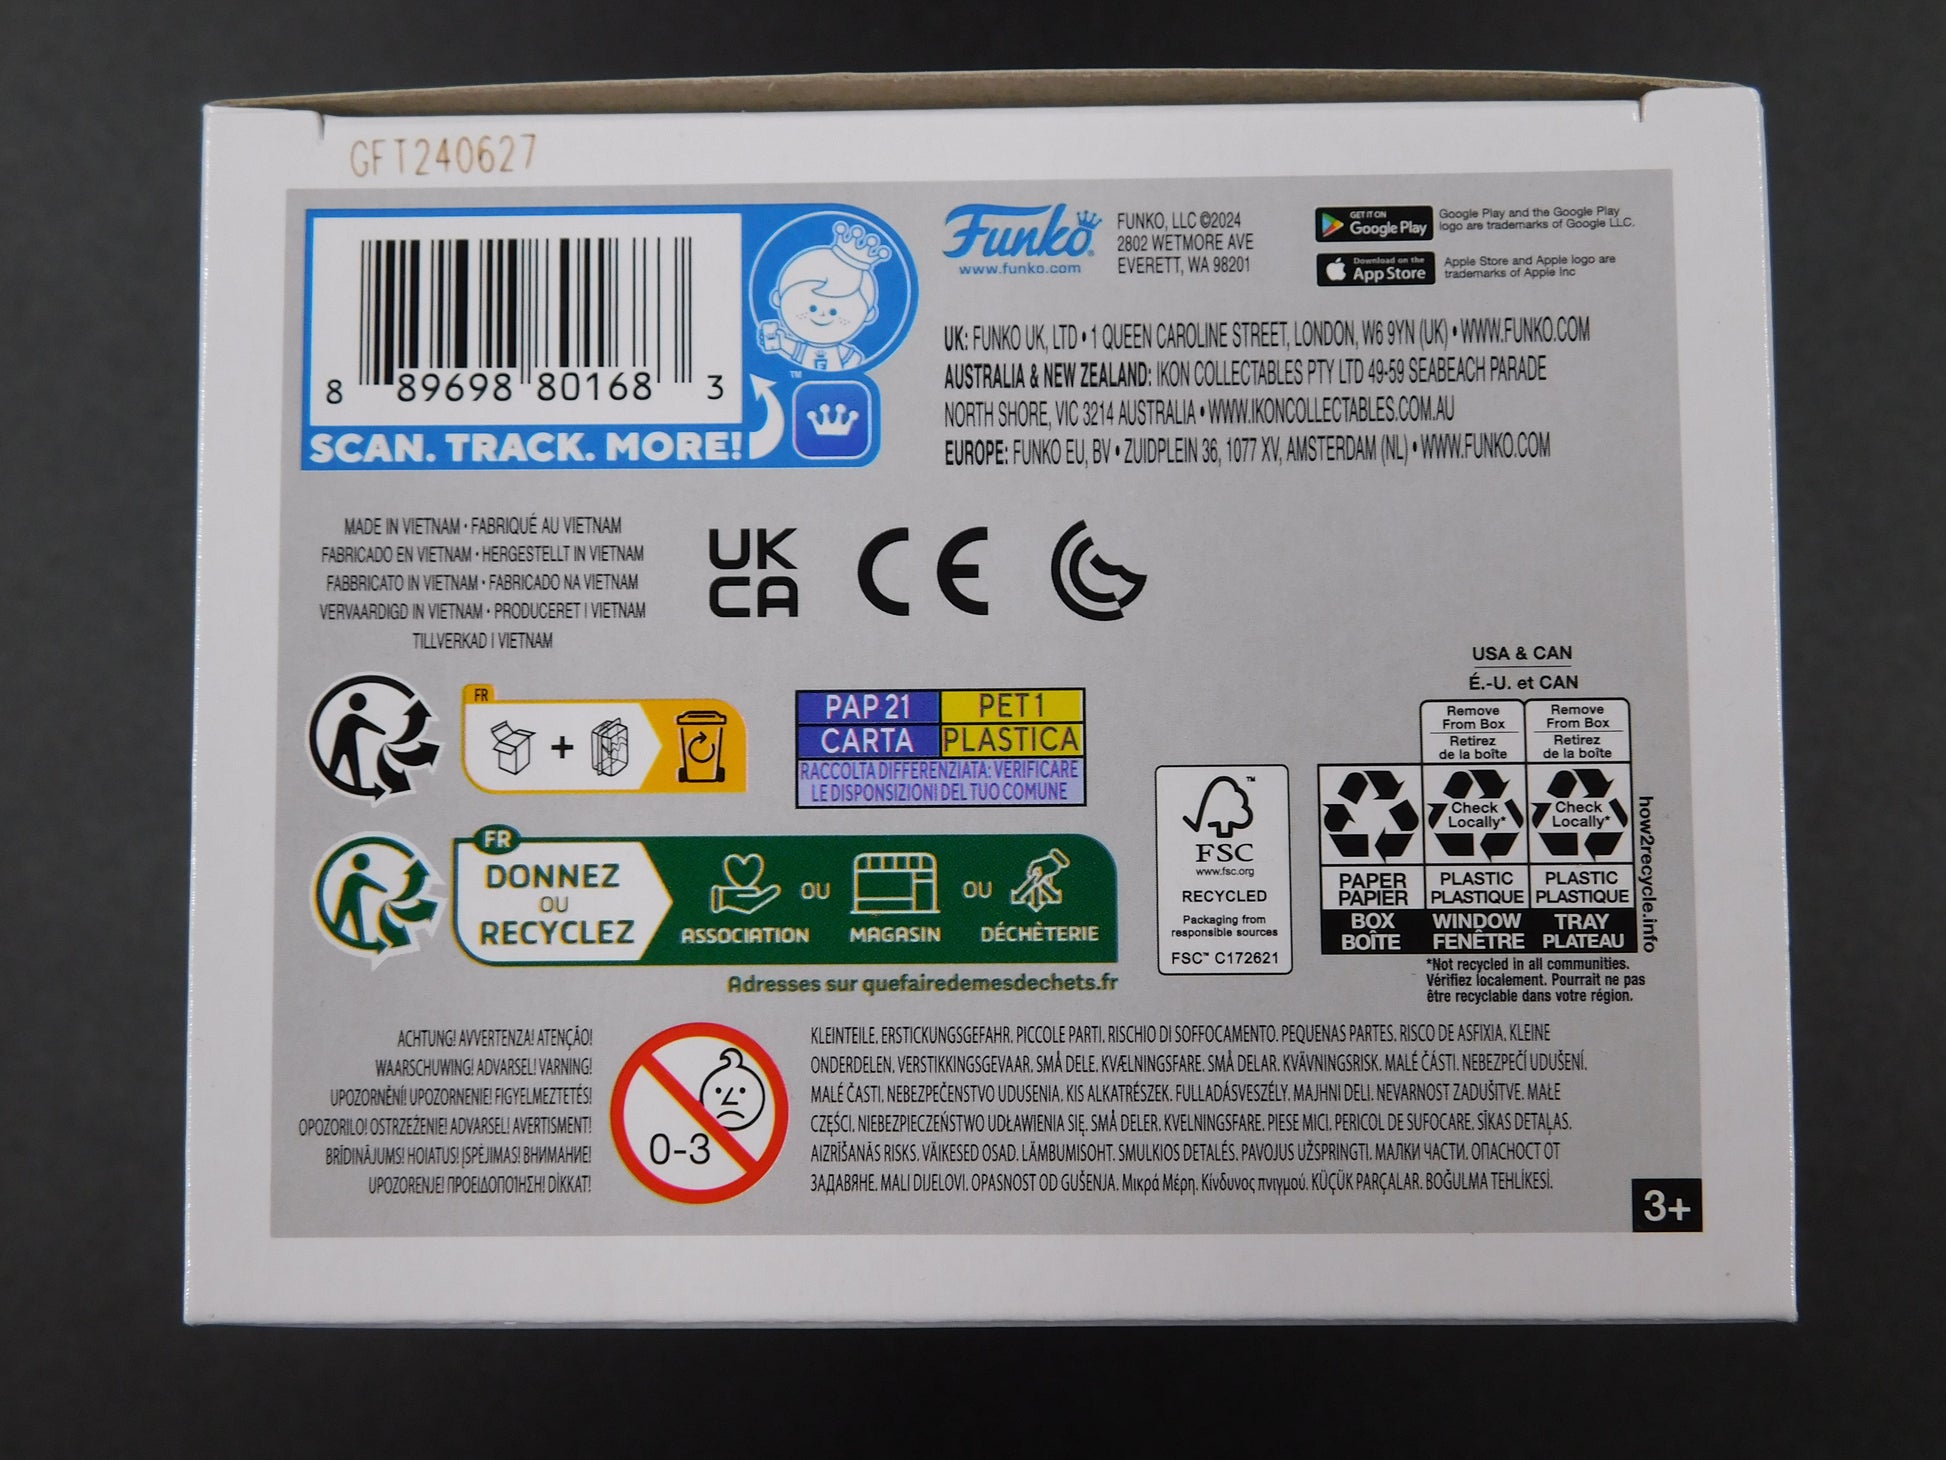 GFT240627
8 89698 80168 3
SCAN. TRACK. MORE!
™
Funko®
www.funko.com
FUNKO, LLC ©2024
2802 WETMORE AVE
EVERETT, WA 98201
GET IT ON
Google Play
Google Play and the Google Play
logo are trademarks of Google LLC.
Download on the
App Store
Apple Store and Apple logo are
trademarks of Apple Inc
UK: FUNKO UK, LTD • 1 QUEEN CAROLINE STREET, LONDON, W6 9YN (UK) • WWW.FUNKO.COM
AUSTRALIA & NEW ZEALAND: IKON COLLECTABLES PTY LTD 49-59 SEABEACH PARADE
NORTH SHORE, VIC 3214 AUSTRALIA • WWW.IKONCOLLECTABLES.COM.AU
EUROPE: FUNKO EU, BV • ZUIDPLEIN 36, 1077 XV, AMSTERDAM (NL) • WWW.FUNKO.COM
MADE IN VIETNAM • FABRIQUÉ AU VIETNAM
FABRICADO EN VIETNAM • HERGESTELLT IN VIETNAM
FABBRICATO IN VIETNAM • FABRICADO NA VIETNAM
VERVAARDIGD IN VIETNAM • PRODUCERET I VIETNAM
TILLVERKAD I VIETNAM
UK
CA
CE
FR
+
PAP 21
PET 1
CARTA
PLASTICA
RACCOLTA DIFFERENZIATA: VERIFICARE
LE DISPONSIZIONI DEL TUO COMUNE
FR
DONNEZ
OU
RECYCLEZ
ASSOCIATION
OU
MAGASIN
OU
DÉCHÈTERIE
Adresses sur quefairedemesdechets.fr
™
FSC
www.fsc.org
RECYCLED
Packaging from
responsible sources
FSC™ C172621
USA & CAN
É.-U. et CAN
Remove
From Box
Retirez
de la boîte
Remove
From Box
Retirez
de la boîte
Check
Locally*
Check
Locally*
PAPER
PAPIER
PLASTIC
PLASTIQUE
PLASTIC
PLASTIQUE
BOX
BOÎTE
WINDOW
FENÊTRE
TRAY
PLATEAU
how2recycle.info
*Not recycled in all communities.
Vérifiez localement. Pourrait ne pas
être recyclable dans votre région.
ACHTUNG! AVVERTENZA! ATENÇÃO!
WAARSCHUWING! ADVARSEL! VARNING!
UPOZORNĚNÍ! UPOZORNENIE! FIGYELMEZTETÉS!
OPOZORILO! OSTRZEŻENIE! ADVARSEL! AVERTISMENT!
BRĪDINĀJUMS! HOIATUS! ĮSPĖJIMAS! ВНИМАНИЕ!
UPOZORENJE! ΠΡΟΕΙΔΟΠΟΊΗΣΗ! DİKKAT!
0-3
KLEINTEILE. ERSTICKUNGSGEFAHR. PICCOLE PARTI. RISCHIO DI SOFFOCAMENTO. PEQUENAS PARTES. RISCO DE ASFIXIA. KLEINE
ONDERDELEN. VERSTIKKINGSGEVAAR. SMÅ DELE. KVÆLNINGSFARE. SMÅ DELAR. KVÄVNINGSRISK. MALÉ ČÁSTI. NEBEZPEČÍ UDUŠENÍ.
MALÉ ČASTI. NEBEZPEČENSTVO UDUSENIA. KIS ALKATRÉSZEK. FULLADÁSVESZÉLY. MAJHNI DELI. NEVARNOST ZADUŠITVE. MAŁE
CZĘŚCI. NIEBEZPIECZEŃSTWO UDŁAWIENIA SIĘ. SMÅ DELER. KVELNINGSFARE. PIESE MICI. PERICOL DE SUFOCARE. SĪKAS DETAĻAS.
AIZRĪŠANĀS RISKS. VÄIKESED OSAD. LÄMBUMISOHT. SMULKIOS DETALĖS. PAVOJUS UŽSPRINGTI. МАЛКИ ЧАСТИ. ОПАСНОСТ ОТ
ЗАДАВЯНЕ. MALI DIJELOVI. OPASNOST OD GUŠENJA. Μικρά Μέρη. Κίνδυνος πνιγμού. KÜÇÜK PARÇALAR. BOĞULMA TEHLİKESİ.
3+